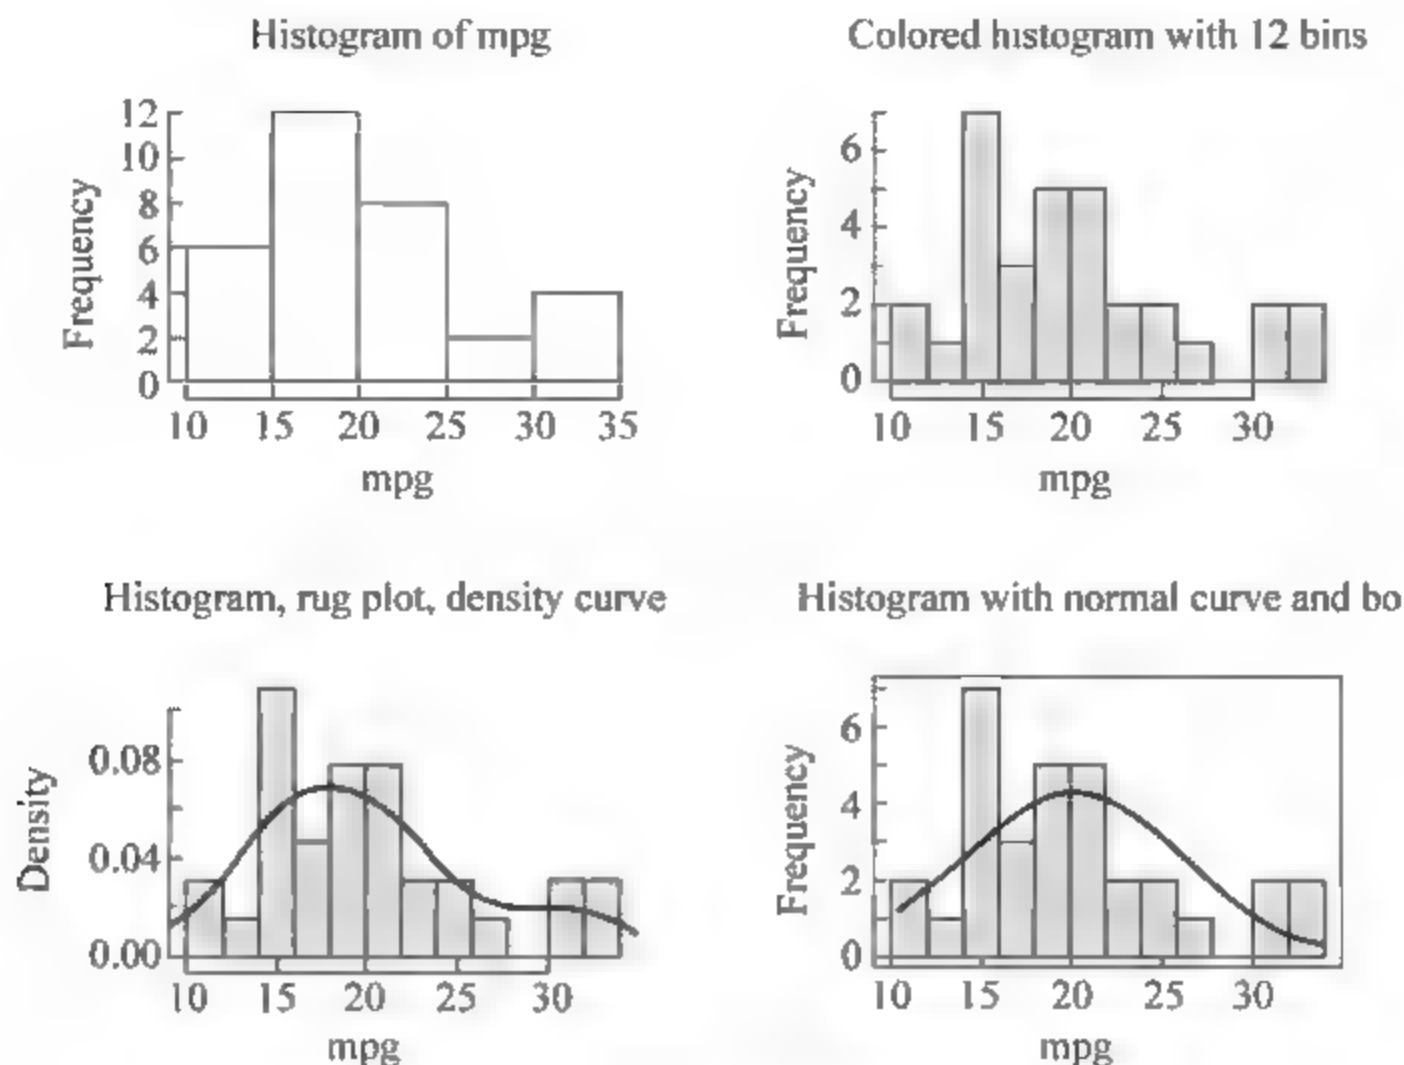 Histogram of mpg
Frequency
12
10
8
6
4
2
0
10 15 20 25 30 35
mpg
Colored histogram with 12 bins
Frequency
6
4
2
0
10 15 20 25 30
mpg
Histogram, rug plot, density curve
Density
0.08
0.04
0.00
10 15 20 25 30
mpg
Histogram with normal curve and bo
Frequency
6
4
2
0
10 15 20 25 30
mpg